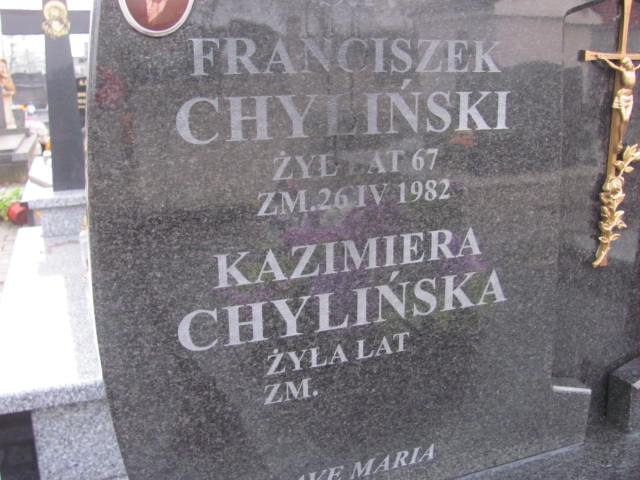 FRANCISZEK
CHYLIŃSKI
ŻYŁ LAT 67
ZM.26 IV 1982
KAZIMIERA
CHYLIŃSKA
ŻYŁA LAT
ZM.
AVE MARIA